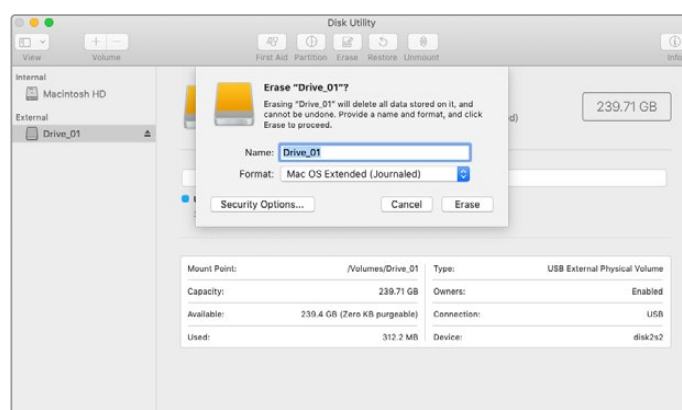 Disk Utility
View
Volume
First Aid
Partition
Erase
Restore
Unmount
Info
Internal
Macintosh HD
External
Drive_01
Erase "Drive_01"?
Erasing "Drive_01" will delete all data stored on it, and
cannot be undone. Provide a name and format, and click
Erase to proceed.
d)
239.71 GB
Name: Drive_01
Format: Mac OS Extended (Journaled)
Security Options...
Cancel
Erase
Mount Point: /Volumes/Drive_01
Type: USB External Physical Volume
Capacity: 239.71 GB
Owners: Enabled
Available: 239.4 GB (Zero KB purgeable)
Connection: USB
Used: 312.2 MB
Device: disk2s2